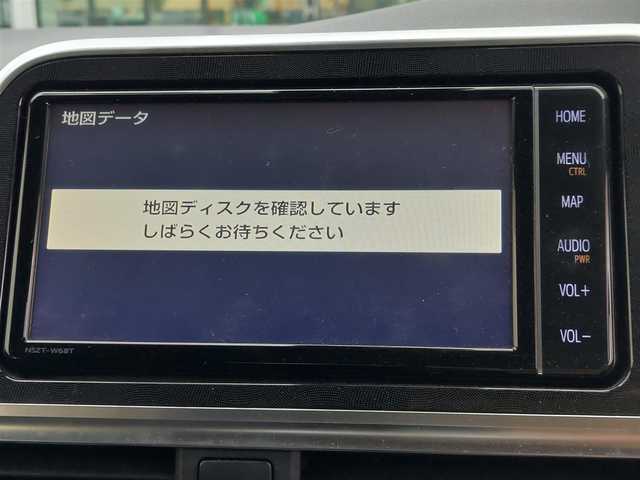 地図データ
地図ディスクを確認しています
しばらくお待ちください
HOME
MENU
CTRL
MAP
AUDIO
PWR
VOL+
VOL-
NSZT-W68T